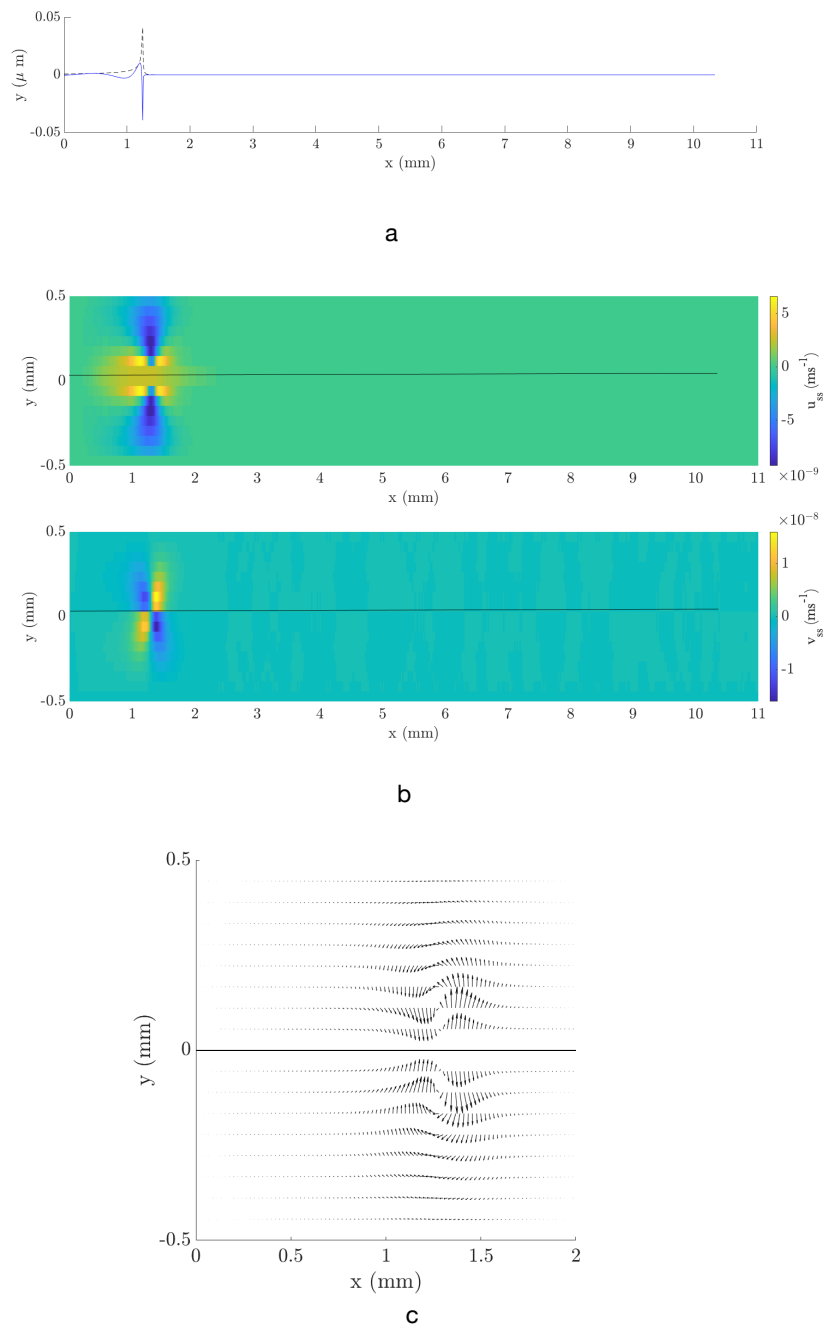 0.05
0
-0.05
y (μ m)
0 1 2 3 4 5 6 7 8 9 10 11
x (mm)
a
0.5
0
-0.5
y (mm)
0 1 2 3 4 5 6 7 8 9 10 11
x (mm)
5
0
-5
×10⁻⁹
u_ss (ms⁻¹)
0.5
0
-0.5
y (mm)
0 1 2 3 4 5 6 7 8 9 10 11
x (mm)
×10⁻⁸
1
0
-1
v_ss (ms⁻¹)
b
0.5
0
-0.5
y (mm)
0 0.5 1 1.5 2
x (mm)
c